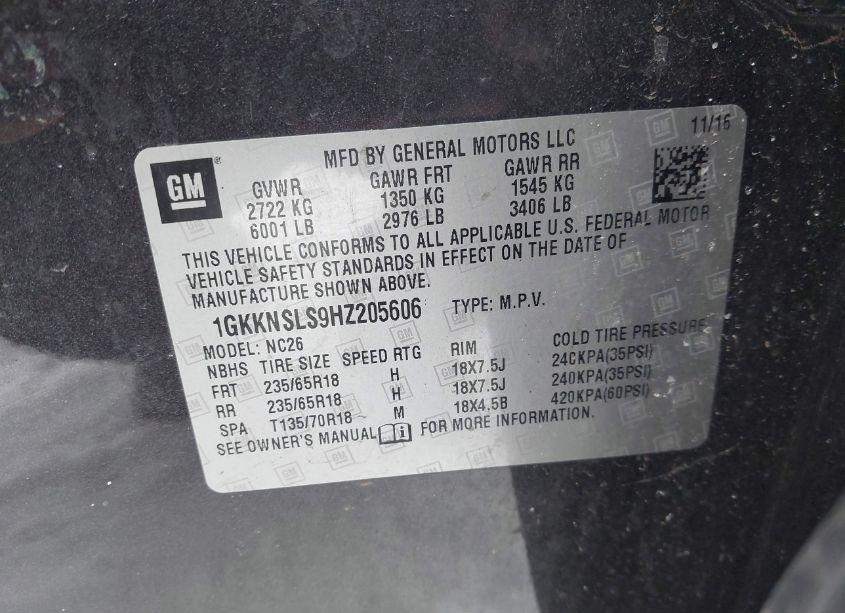 11/16
GM
MFD BY GENERAL MOTORS LLC
GVWR GAWR FRT GAWR RR
2722 KG 1350 KG 1545 KG
6001 LB 2976 LB 3406 LB
THIS VEHICLE CONFORMS TO ALL APPLICABLE U.S. FEDERAL MOTOR
VEHICLE SAFETY STANDARDS IN EFFECT ON THE DATE OF
MANUFACTURE SHOWN ABOVE.
1GKKNSLS9HZ205606 TYPE: M.P.V.
MODEL: NC26
NBHS TIRE SIZE SPEED RTG RIM COLD TIRE PRESSURE
FRT 235/65R18 H 18X7.5J 240KPA(35PSI)
RR 235/65R18 H 18X7.5J 240KPA(35PSI)
SPA T135/70R18 M 18X4.5B 420KPA(60PSI)
SEE OWNER'S MANUAL i FOR MORE INFORMATION.